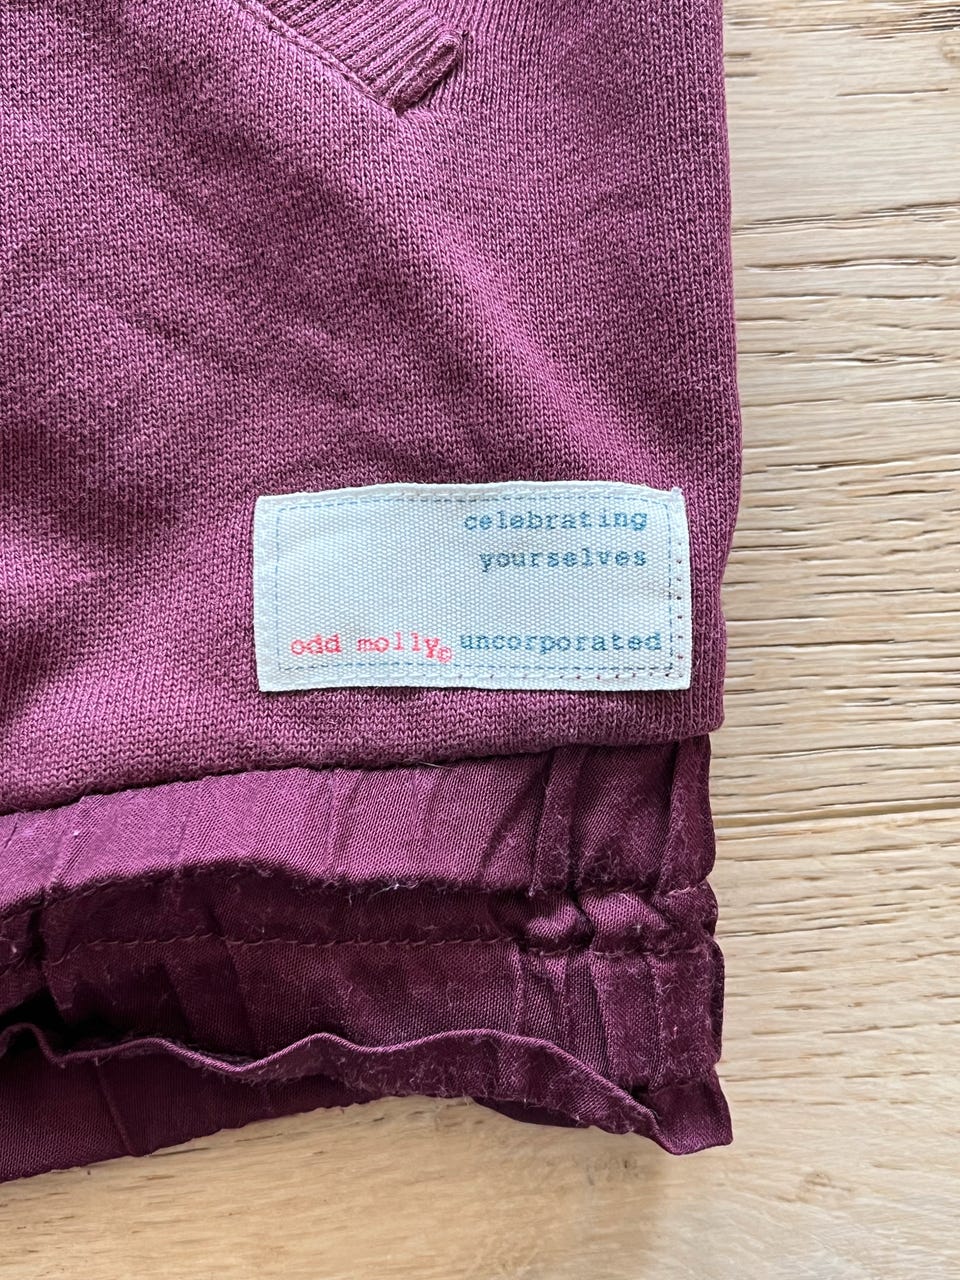 celebrating
yourselves
odd molly© uncorporated